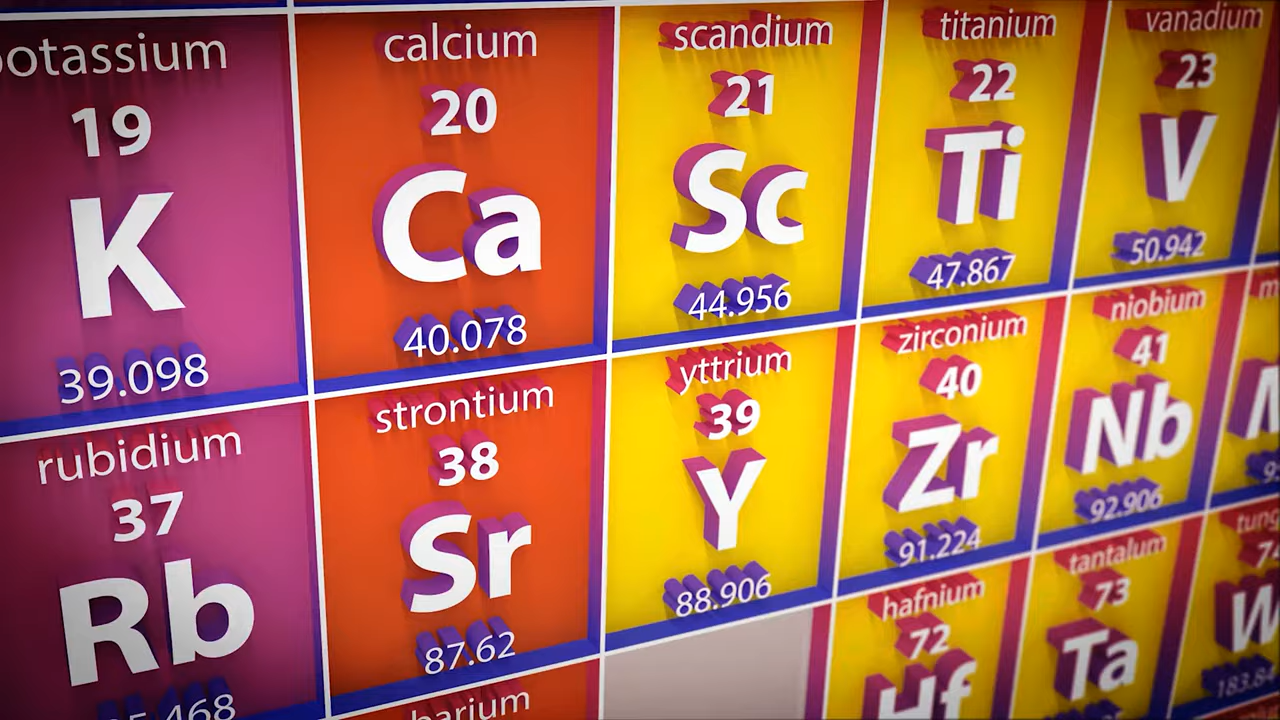 potassium
19
K
39.098
calcium
20
Ca
40.078
scandium
21
Sc
44.956
titanium
22
Ti
47.867
vanadium
23
V
50.942
rubidium
37
Rb
strontium
38
Sr
87.62
yttrium
39
Y
88.906
zirconium
40
Zr
91.224
niobium
41
Nb
92.906
barium
hafnium
72
Hf
tantalum
73
Ta
W